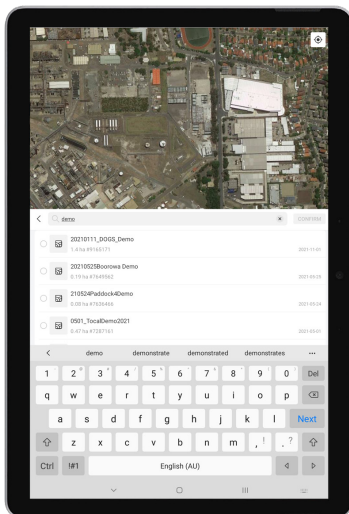 demo
CONFIRM
20210111_DOGS_Demo
1.4 ha #9165171
2021-11-01
20210525Boorowa Demo
0.19 ha #7649562
2021-05-25
210524Paddock4Demo
0.08 ha #7636466
2021-05-24
0501_TocalDemo2021
0.47 ha #7287161
2021-05-01
demo demonstrate demonstrated demonstrates
1 2 3 4 5 6 7 8 9 0 Del
q w e r t y u i o p
a s d f g h j k l Next
z x c v b n m , ! . ?
Ctrl !#1 English (AU)